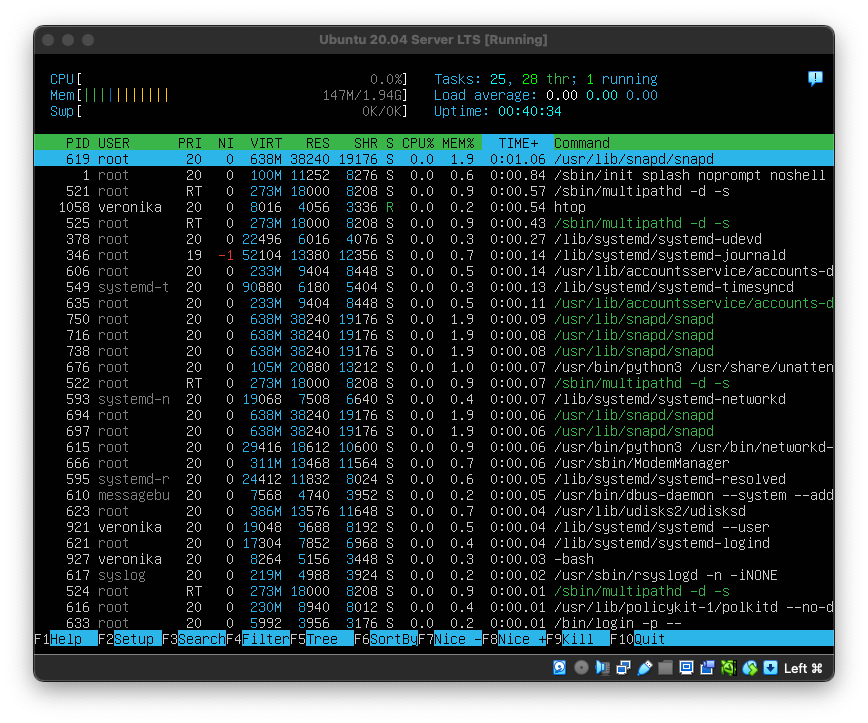 Ubuntu 20.04 Server LTS [Running]
CPU[ 0.0%] Tasks: 25, 28 thr; 1 running
Mem[||||||||||| 147M/1.94G] Load average: 0.00 0.00 0.00
Swp[ 0K/0K] Uptime: 00:40:34
PID USER PRI NI VIRT RES SHR S CPU% MEM% TIME+ Command
619 root 20 0 638M 38240 19176 S 0.0 1.9 0:01.06 /usr/lib/snapd/snapd
1 root 20 0 100M 11252 8276 S 0.0 0.6 0:00.84 /sbin/init splash noprompt noshell
521 root RT 0 273M 18000 8208 S 0.0 0.9 0:00.57 /sbin/multipathd -d -s
1058 veronika 20 0 8016 4056 3336 R 0.0 0.2 0:00.54 htop
525 root RT 0 273M 18000 8208 S 0.0 0.9 0:00.43 /sbin/multipathd -d -s
378 root 20 0 22496 6016 4076 S 0.0 0.3 0:00.27 /lib/systemd/systemd-udevd
346 root 19 -1 52104 13380 12356 S 0.0 0.7 0:00.14 /lib/systemd/systemd-journald
606 root 20 0 233M 9404 8448 S 0.0 0.5 0:00.14 /usr/lib/accountsservice/accounts-d
549 systemd-t 20 0 90880 6180 5404 S 0.0 0.3 0:00.13 /lib/systemd/systemd-timesyncd
635 root 20 0 233M 9404 8448 S 0.0 0.5 0:00.11 /usr/lib/accountsservice/accounts-d
750 root 20 0 638M 38240 19176 S 0.0 1.9 0:00.09 /usr/lib/snapd/snapd
716 root 20 0 638M 38240 19176 S 0.0 1.9 0:00.08 /usr/lib/snapd/snapd
738 root 20 0 638M 38240 19176 S 0.0 1.9 0:00.08 /usr/lib/snapd/snapd
676 root 20 0 105M 20880 13212 S 0.0 1.0 0:00.07 /usr/bin/python3 /usr/share/unatten
522 root RT 0 273M 18000 8208 S 0.0 0.9 0:00.07 /sbin/multipathd -d -s
593 systemd-n 20 0 19068 7508 6640 S 0.0 0.4 0:00.07 /lib/systemd/systemd-networkd
694 root 20 0 638M 38240 19176 S 0.0 1.9 0:00.06 /usr/lib/snapd/snapd
697 root 20 0 638M 38240 19176 S 0.0 1.9 0:00.06 /usr/lib/snapd/snapd
615 root 20 0 29416 18612 10600 S 0.0 0.9 0:00.06 /usr/bin/python3 /usr/bin/networkd-
666 root 20 0 311M 13468 11564 S 0.0 0.7 0:00.06 /usr/sbin/ModemManager
595 systemd-r 20 0 24412 11832 8024 S 0.0 0.6 0:00.05 /lib/systemd/systemd-resolved
610 messagebu 20 0 7568 4740 3952 S 0.0 0.2 0:00.05 /usr/bin/dbus-daemon --system --add
623 root 20 0 386M 13576 11648 S 0.0 0.7 0:00.04 /usr/lib/udisks2/udisksd
921 veronika 20 0 19048 9688 8192 S 0.0 0.5 0:00.04 /lib/systemd/systemd --user
621 root 20 0 17304 7852 6968 S 0.0 0.4 0:00.04 /lib/systemd/systemd-logind
927 veronika 20 0 8264 5156 3448 S 0.0 0.3 0:00.03 -bash
617 syslog 20 0 219M 4988 3924 S 0.0 0.2 0:00.02 /usr/sbin/rsyslogd -n -iNONE
524 root RT 0 273M 18000 8208 S 0.0 0.9 0:00.01 /sbin/multipathd -d -s
616 root 20 0 230M 8940 8012 S 0.0 0.4 0:00.01 /usr/lib/policykit-1/polkitd --no-d
633 root 20 0 5992 3956 3176 S 0.0 0.2 0:00.01 /bin/login -p --
F1Help F2Setup F3SearchF4FilterF5Tree F6SortByF7Nice -F8Nice +F9Kill F10Quit
Left ⌘